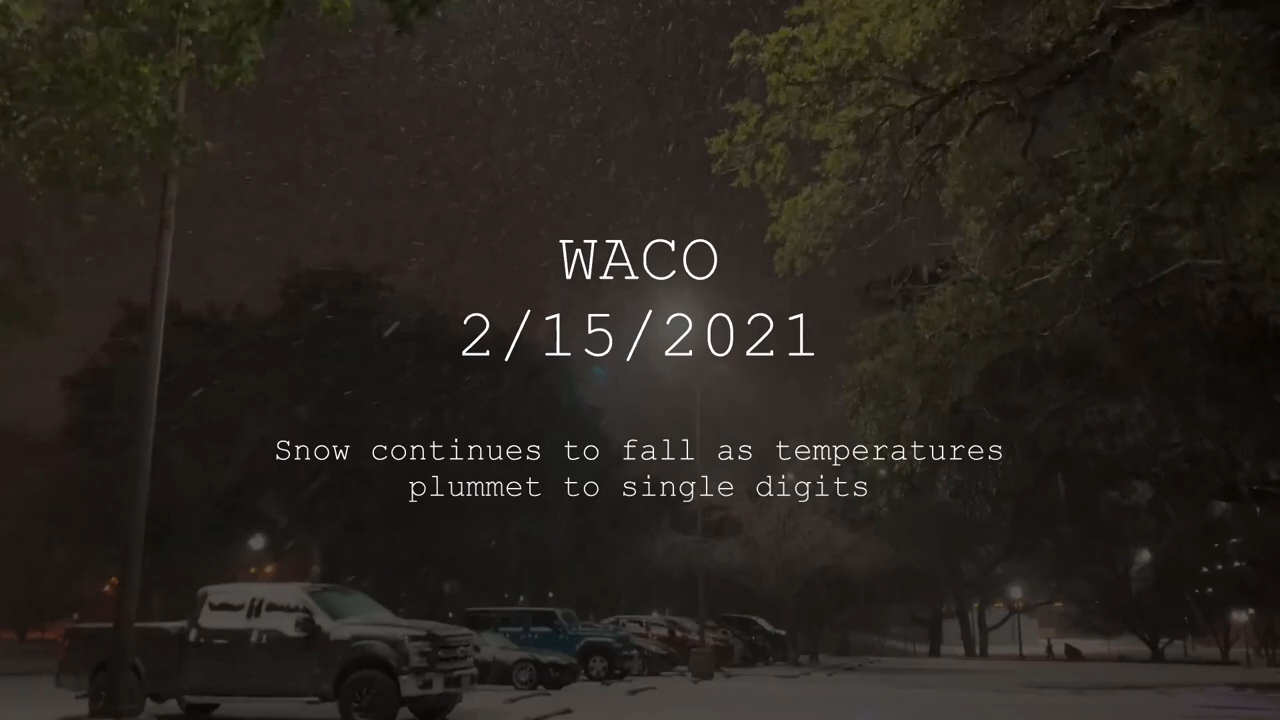 WACO
2/15/2021
Snow continues to fall as temperatures
plummet to single digits